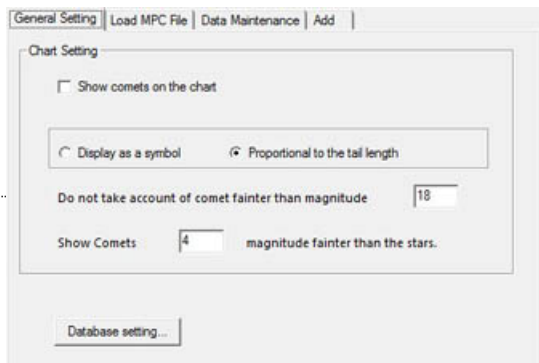 General Setting Load MPC File Data Maintenance Add
Chart Setting
Show comets on the chart
Display as a symbol Proportional to the tail length
Do not take account of comet fainter than magnitude 18
Show Comets 4 magnitude fainter than the stars.
Database setting...